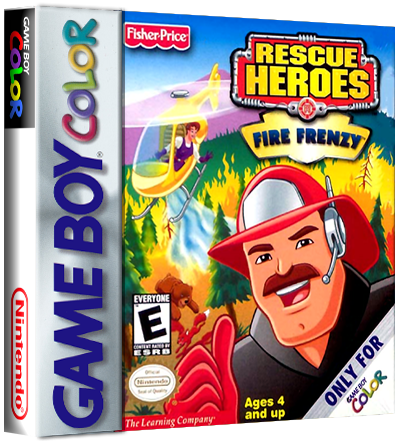 GAME BOY
COLOR
Nintendo
GAME BOY COLOR
Fisher-Price
RESCUE
HEROES
FIRE FRENZY
EVERYONE
E
CONTENT RATED BY
ESRB
Official
Nintendo
Seal of Quality
The Learning Company
Ages 4
and up
ONLY FOR
GAME BOY
COLOR